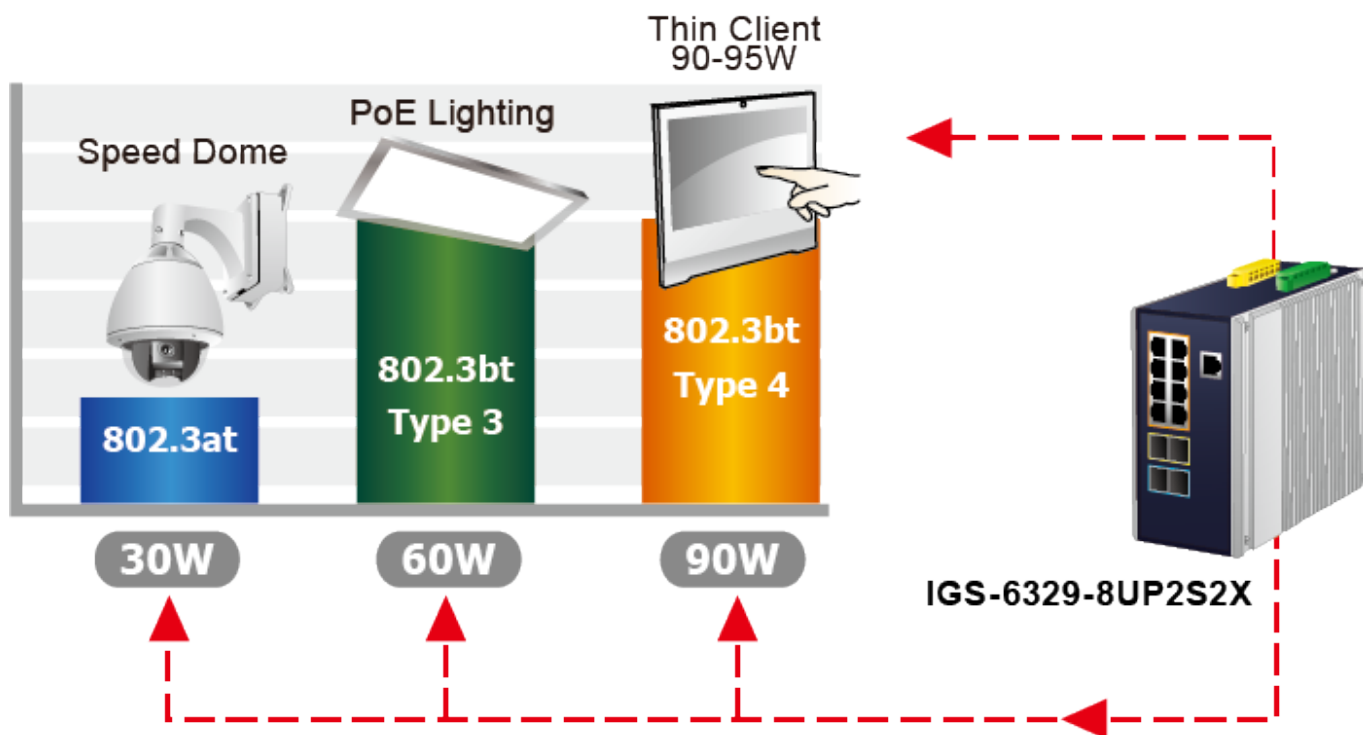 Thin Client
90-95W
PoE Lighting
Speed Dome
802.3at
802.3bt
Type 3
802.3bt
Type 4
30W
60W
90W
IGS-6329-8UP2S2X